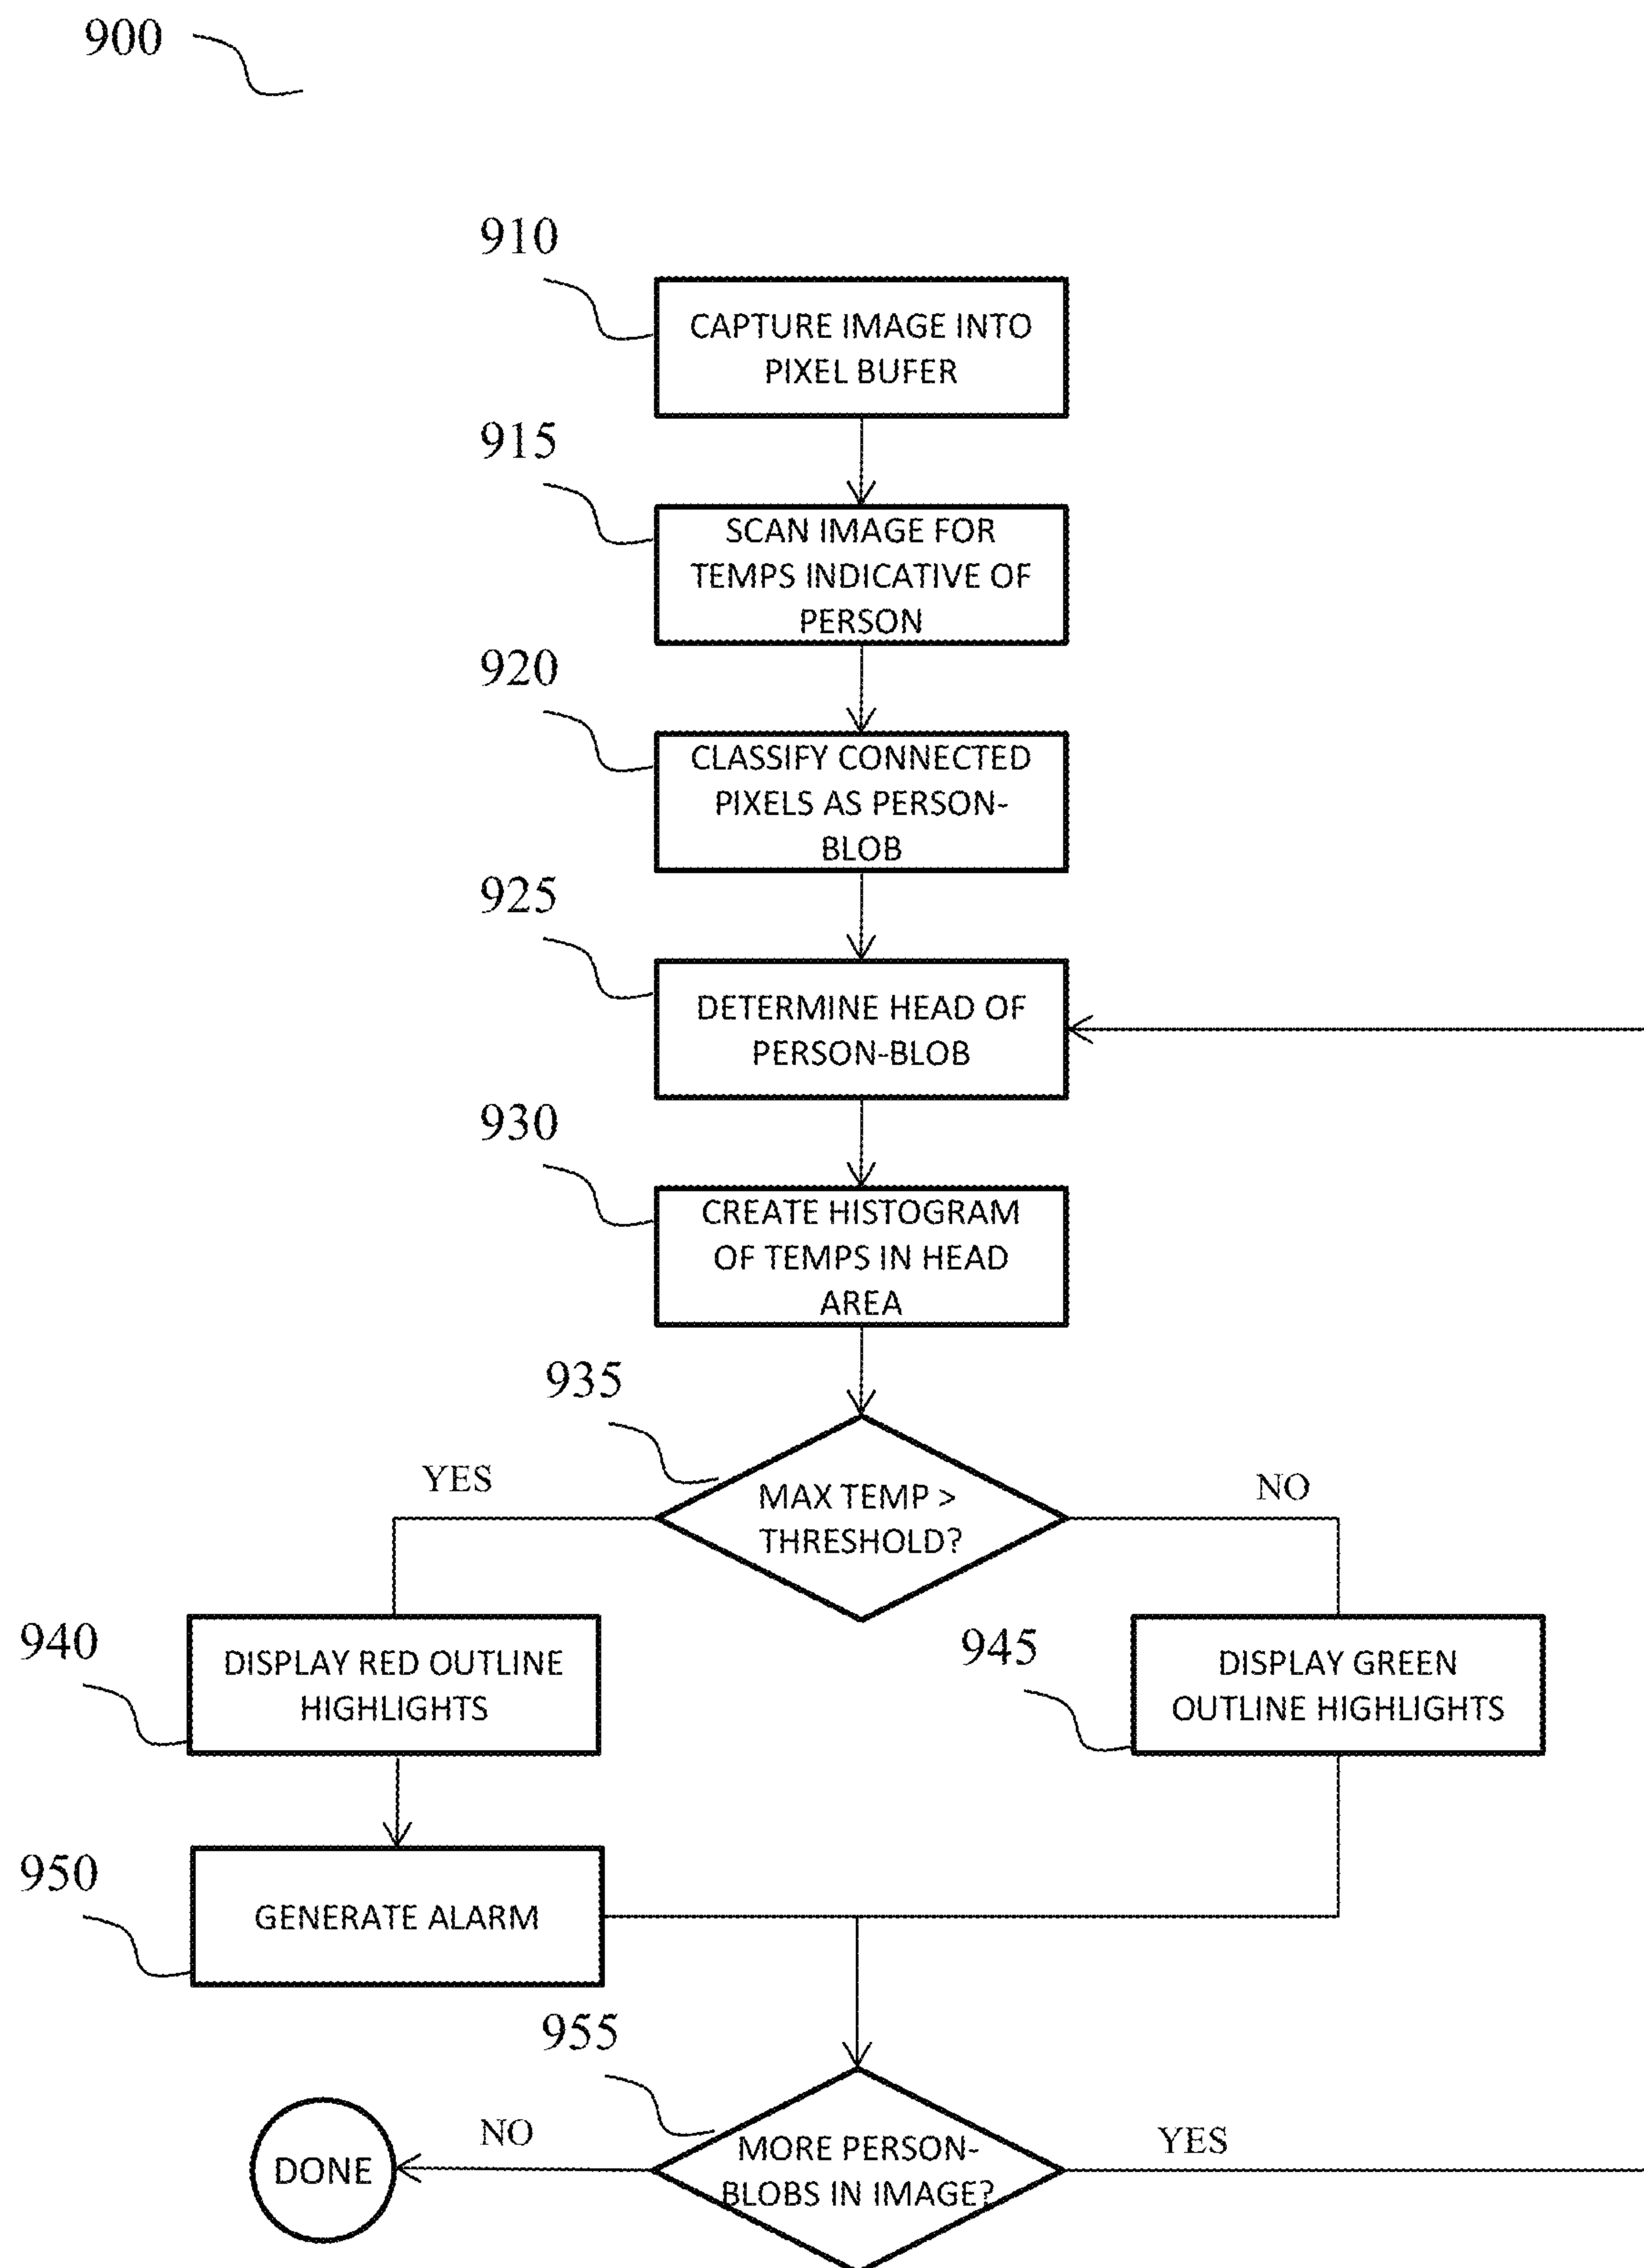 900
910
CAPTURE IMAGE INTO
PIXEL BUFER
915
SCAN IMAGE FOR
TEMPS INDICATIVE OF
PERSON
920
CLASSIFY CONNECTED
PIXELS AS PERSON-
BLOB
925
DETERMINE HEAD OF
PERSON-BLOB
930
CREATE HISTOGRAM
OF TEMPS IN HEAD
AREA
935
YES
MAX TEMP >
THRESHOLD?
NO
940
DISPLAY RED OUTLINE
HIGHLIGHTS
945
DISPLAY GREEN
OUTLINE HIGHLIGHTS
950
GENERATE ALARM
955
DONE
NO
MORE PERSON-
BLOBS IN IMAGE?
YES